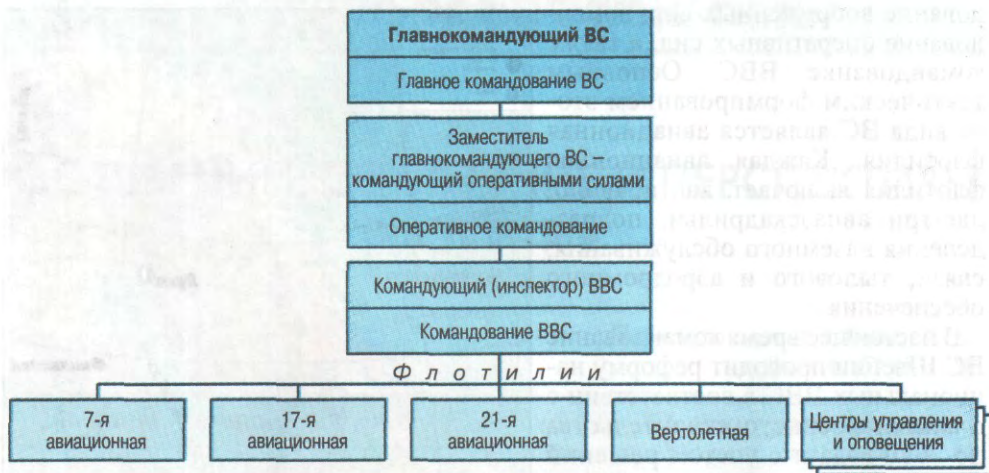 Главнокомандующий ВС
Главное командование ВС
Заместитель
главнокомандующего ВС -
командующий оперативными силами
Оперативное командование
Командующий (инспектор) ВВС
Командование ВВС
Флотилии
7-я
авиационная
17-я
авиационная
21-я
авиационная
Вертолетная
Центры управления
и оповещения